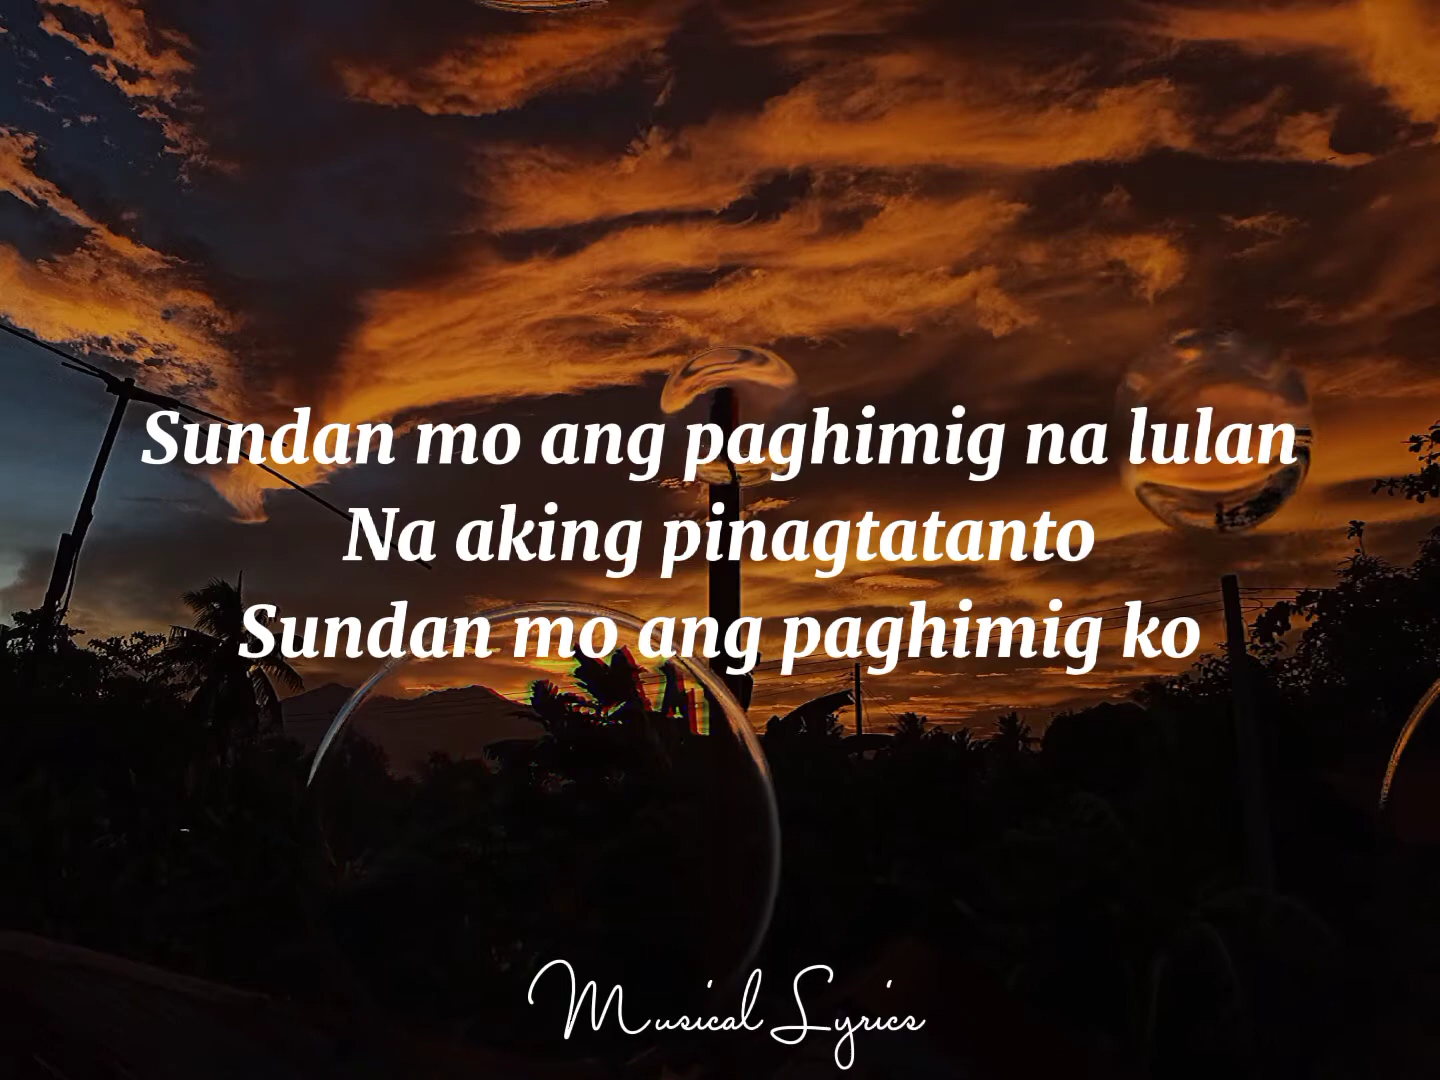 Sundan mo ang paghimig na lulan
Na aking pinagtatanto
Sundan mo ang paghimig ko
Musical Lyrics